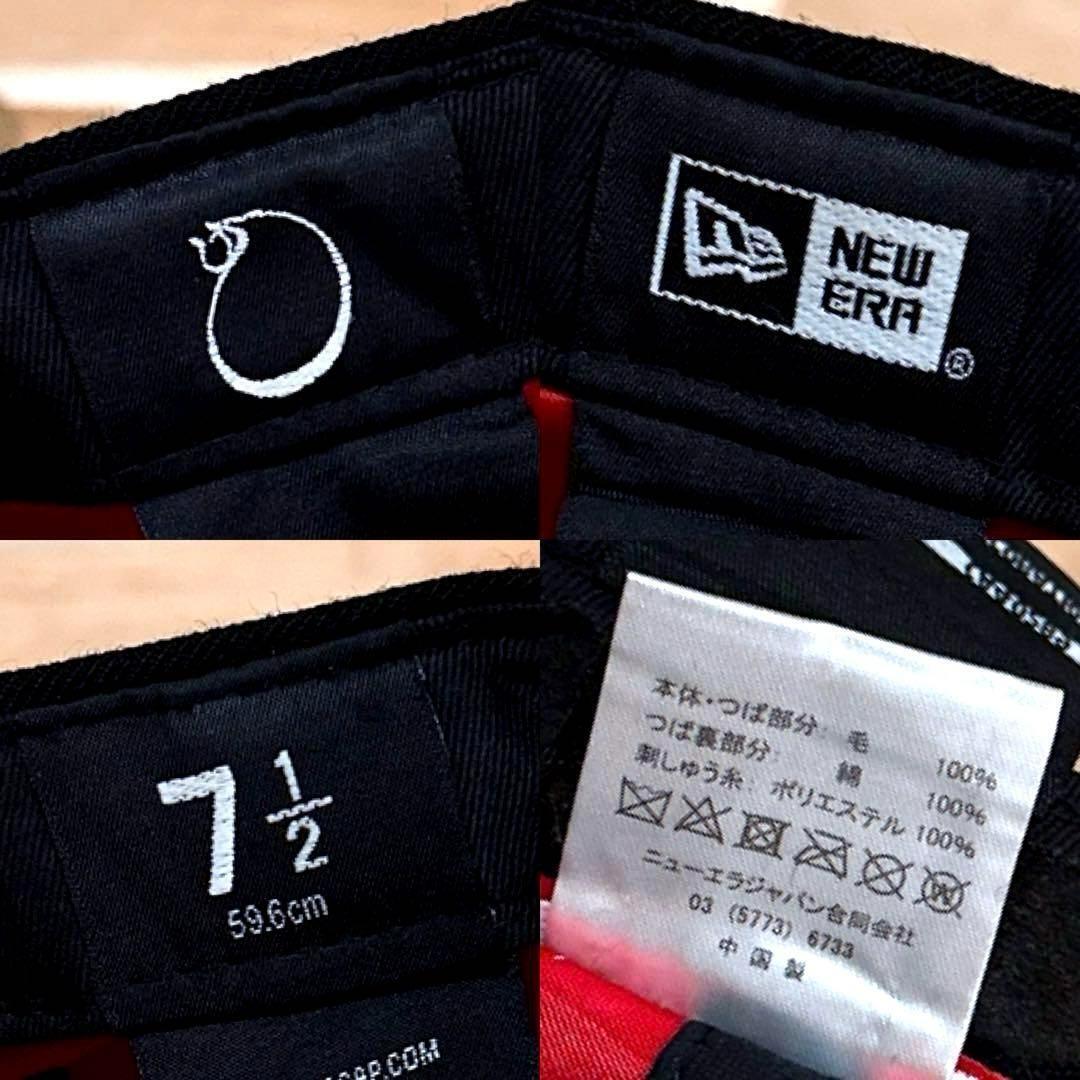 NEW
ERA
®
7 1/2
59.6cm
CAP.COM
本体・つば部分: 毛 100%
つば裏部分: 綿 100%
刺しゅう糸: ポリエステル 100%
ニューエラジャパン合同会社
03 (5773) 6733
中国製